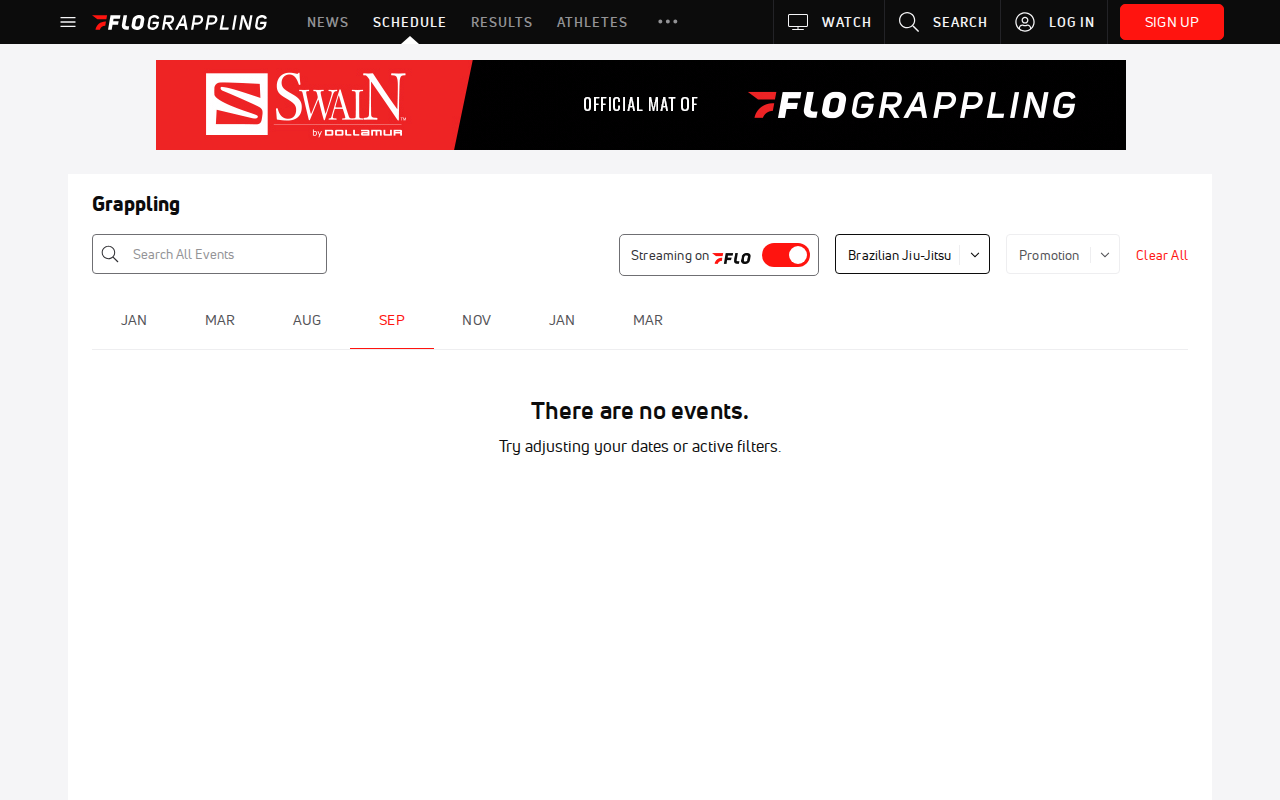 FLOGRAPPLING NEWS SCHEDULE RESULTS ATHLETES WATCH SEARCH LOG IN SIGN UP
SWAIN
by DOLLAMUR
OFFICIAL MAT OF FLOGRAPPLING
Grappling
Search All Events Streaming on FLO Brazilian Jiu-Jitsu Promotion Clear All
JAN MAR AUG SEP NOV JAN MAR
There are no events.
Try adjusting your dates or active filters.